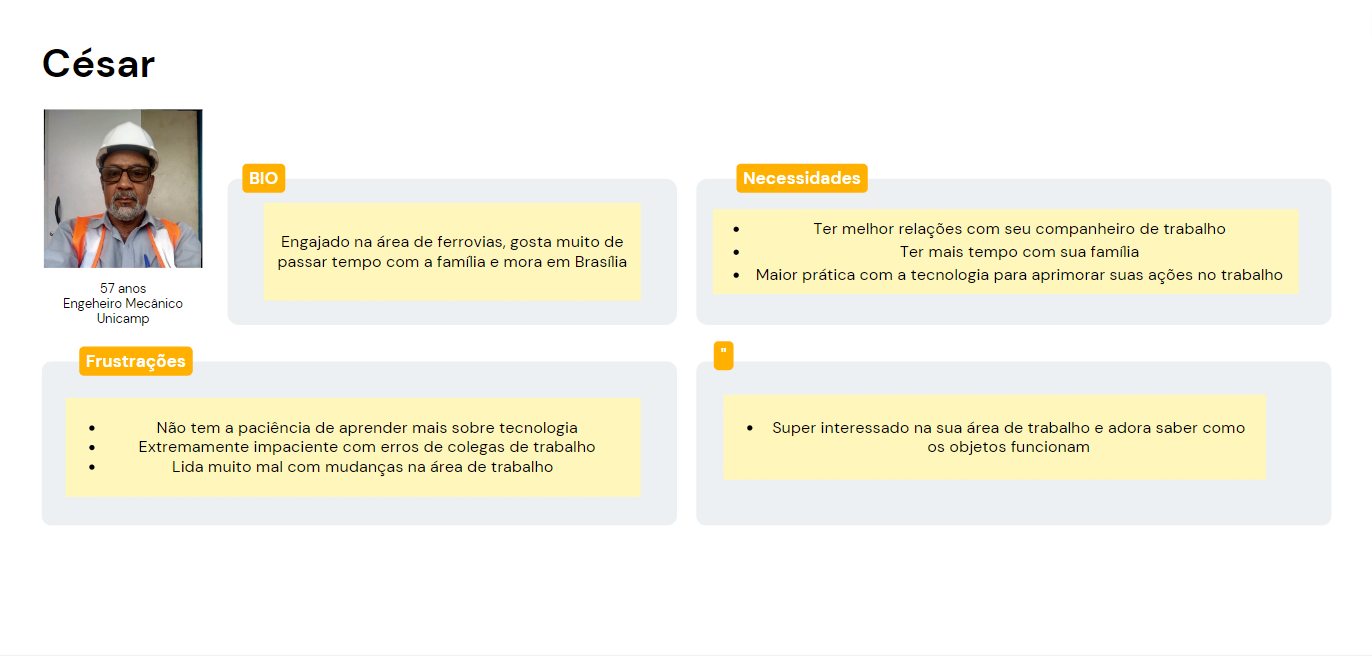 César
57 anos
Engeheiro Mecânico
Unicamp
BIO
Engajado na área de ferrovias, gosta muito de
passar tempo com a família e mora em Brasília
Necessidades
• Ter melhor relações com seu companheiro de trabalho
• Ter mais tempo com sua família
• Maior prática com a tecnologia para aprimorar suas ações no trabalho
Frustrações
• Não tem a paciência de aprender mais sobre tecnologia
• Extremamente impaciente com erros de colegas de trabalho
• Lida muito mal com mudanças na área de trabalho
"
• Super interessado na sua área de trabalho e adora saber como
os objetos funcionam